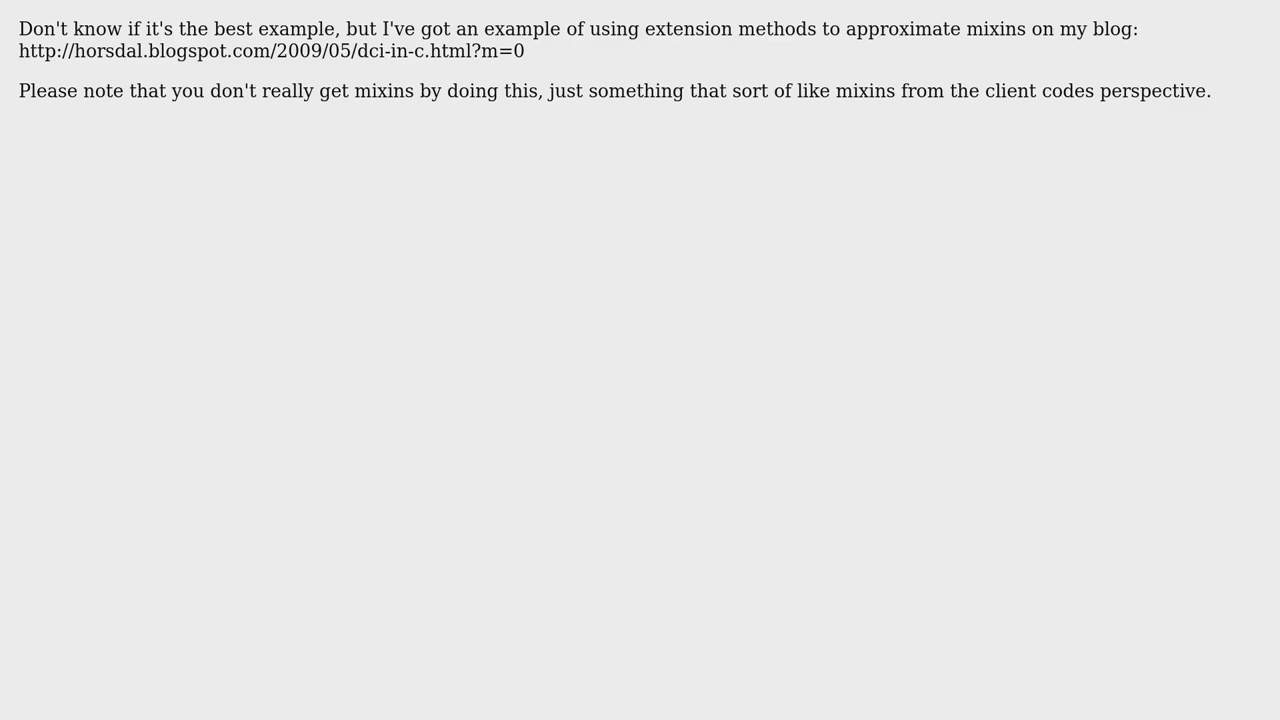 Don't know if it's the best example, but I've got an example of using extension methods to approximate mixins on my blog:
http://horsdal.blogspot.com/2009/05/dci-in-c.html?m=0
Please note that you don't really get mixins by doing this, just something that sort of like mixins from the client codes perspective.